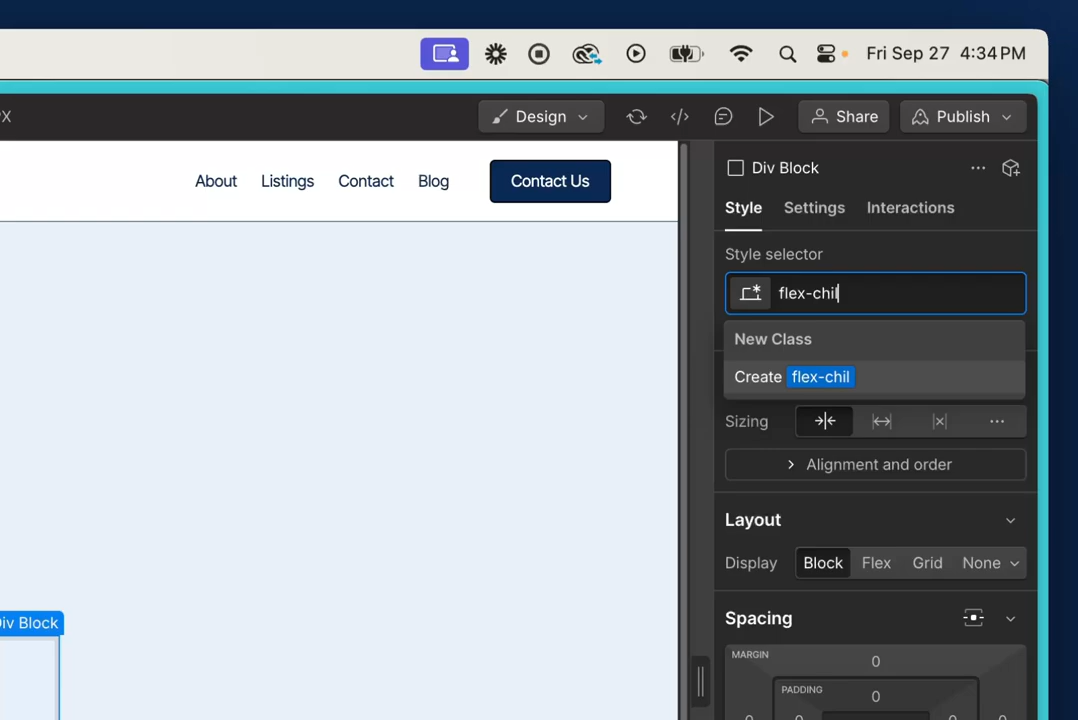 Fri Sep 27 4:34 PM
X
Design
Share
Publish
About Listings Contact Blog Contact Us
Div Block
Style Settings Interactions
Style selector
flex-chil
New Class
Create flex-chil
Sizing
Alignment and order
Layout
Display Block Flex Grid None
Div Block
Spacing
MARGIN
0
PADDING
0